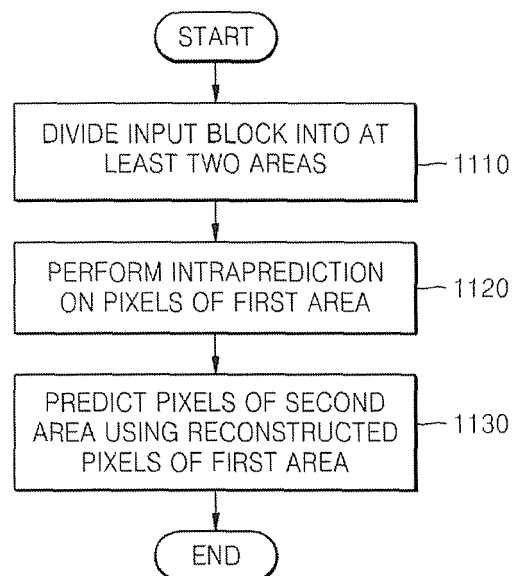 START
DIVIDE INPUT BLOCK INTO AT
LEAST TWO AREAS
1110
PERFORM INTRAPREDICTION
ON PIXELS OF FIRST AREA
1120
PREDICT PIXELS OF SECOND
AREA USING RECONSTRUCTED
PIXELS OF FIRST AREA
1130
END